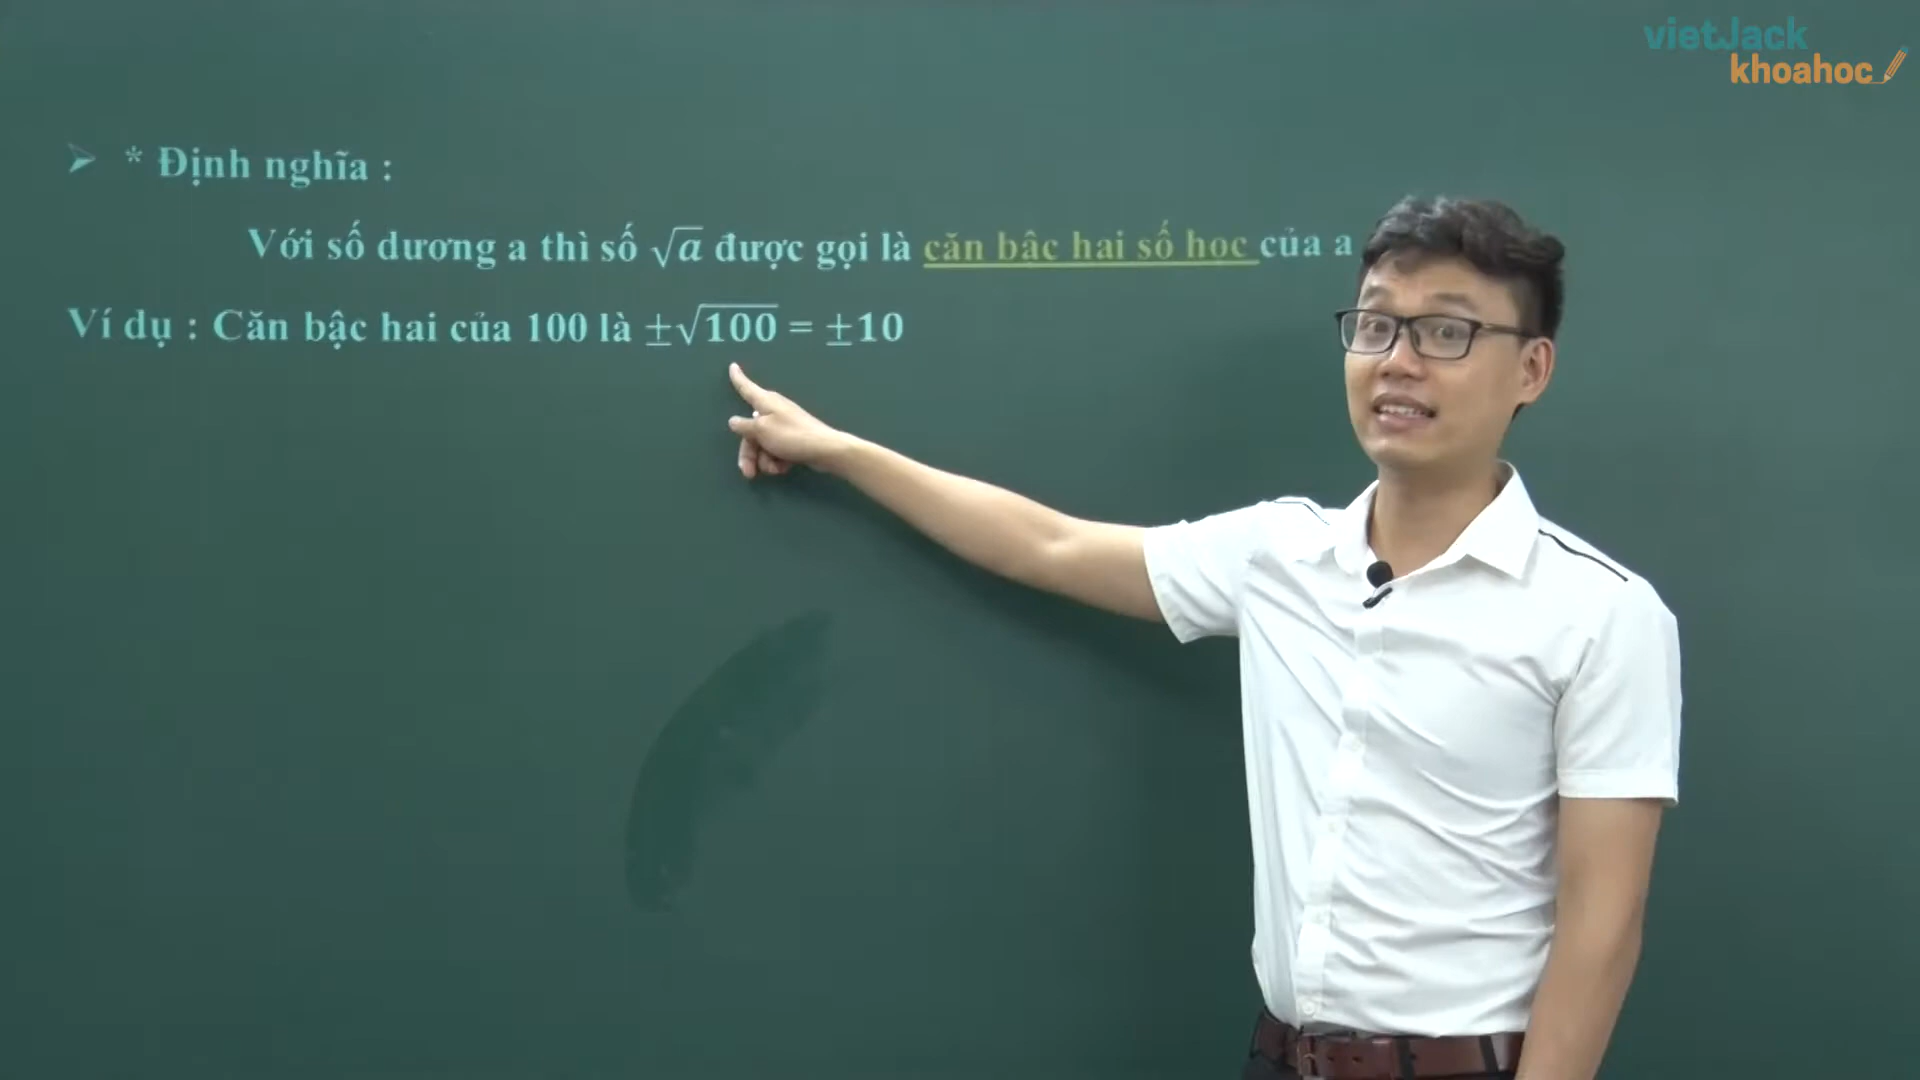 vietJack
khoahoc
➢ * Định nghĩa :
Với số dương a thì số √a được gọi là căn bậc hai số học của a
Ví dụ : Căn bậc hai của 100 là ±√100 = ±10